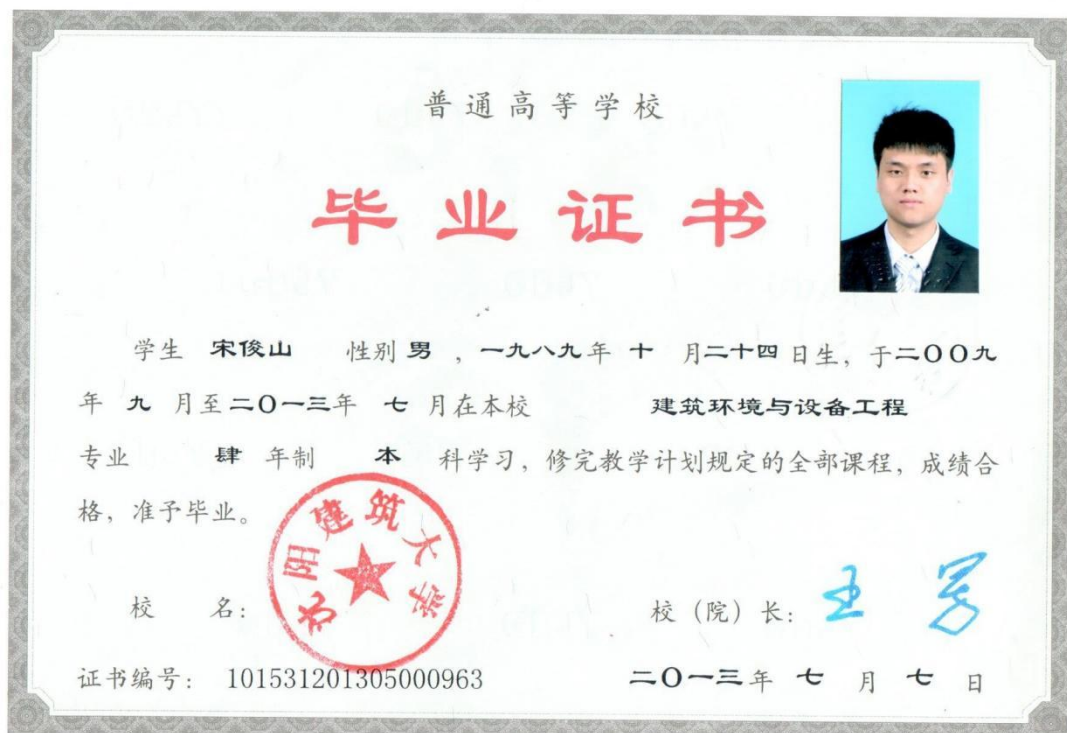 普通高等学校
毕业证书
学生 宋俊山 性别 男 ，一九八九年 十 月二十四日生，于二〇〇九
年 九 月至二〇一三年 七 月在本校 建筑环境与设备工程
专业 肆 年制 本 科学习，修完教学计划规定的全部课程，成绩合
格，准予毕业。
沈阳建筑大学
校 名：
校（院）长：
证书编号： 101531201305000963
二〇一三年 七 月 七 日